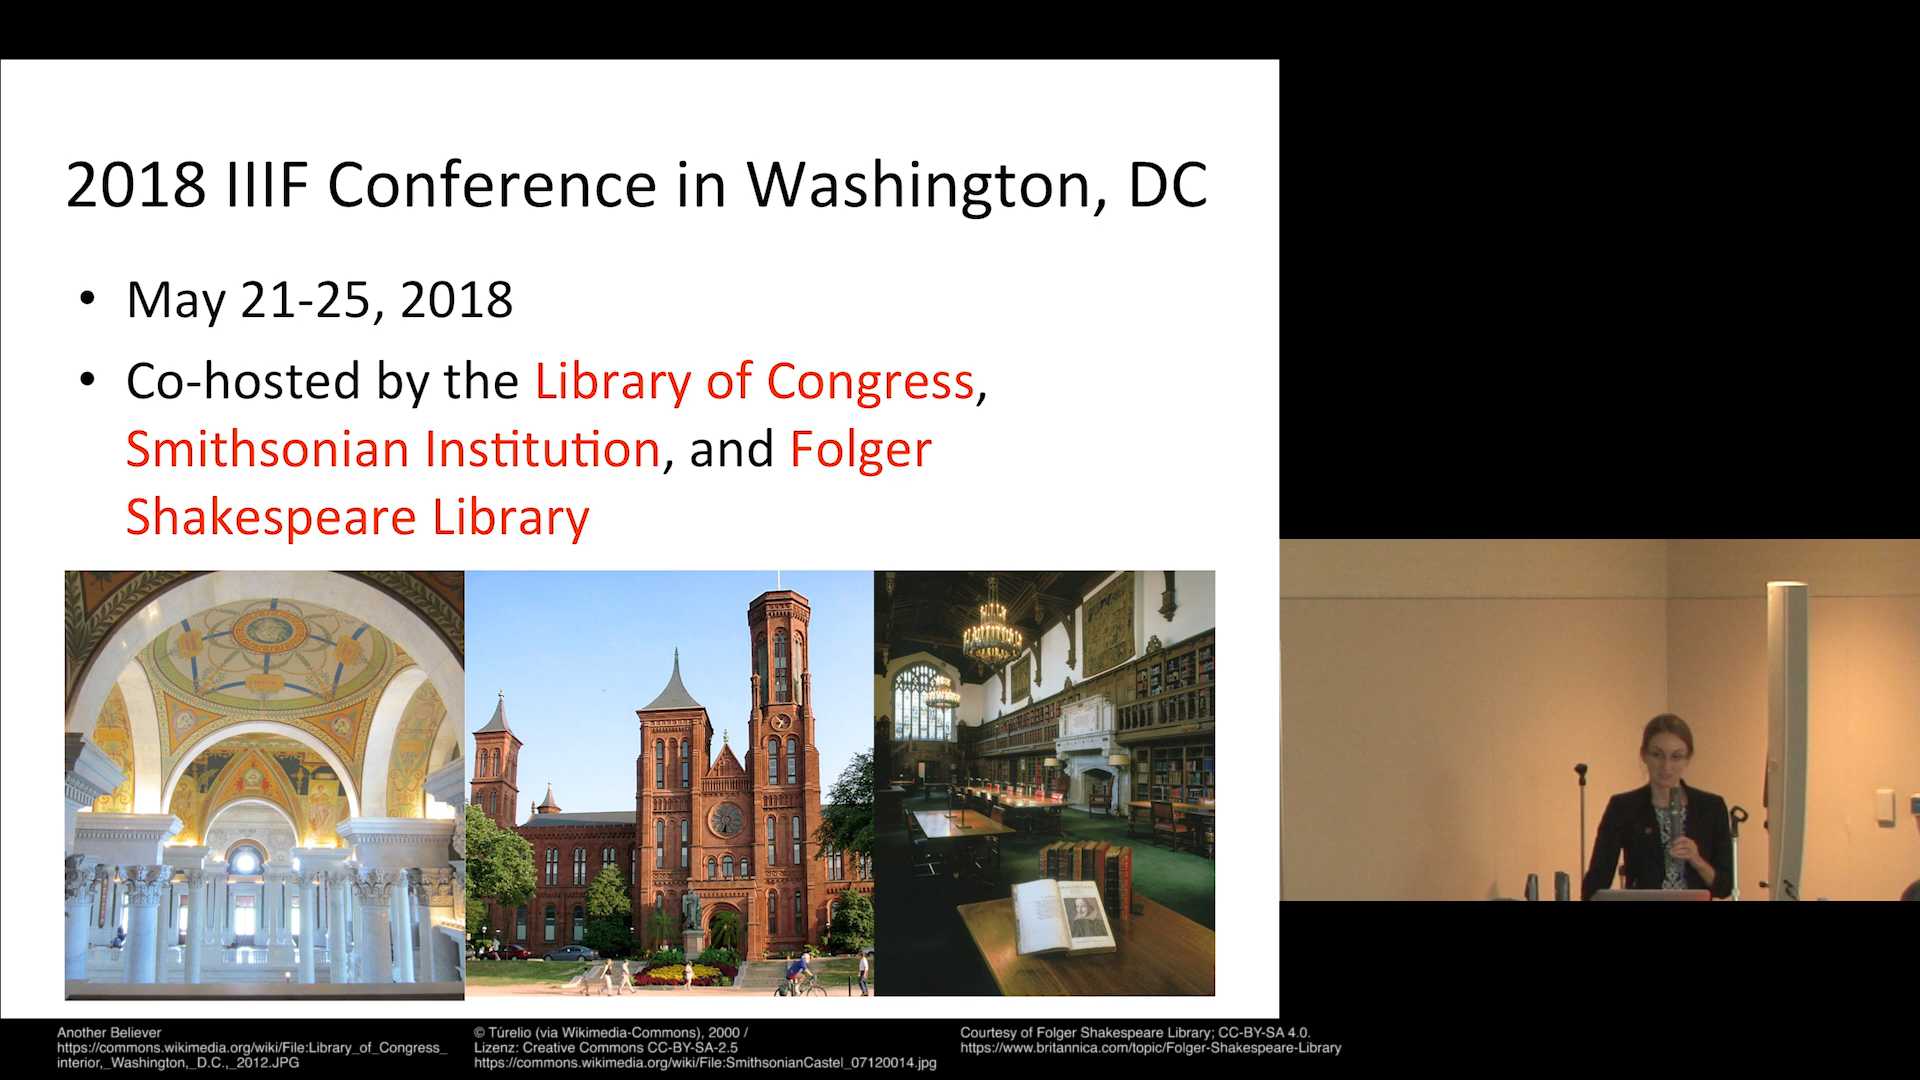 2018 IIIF Conference in Washington, DC
• May 21-25, 2018
• Co-hosted by the Library of Congress,
Smithsonian Institution, and Folger
Shakespeare Library
Another Believer
https://commons.wikimedia.org/wiki/File:Library_of_Congress_
interior,_Washington,_D.C.,_2012.JPG
© Túrelio (via Wikimedia-Commons), 2000 /
Lizenz: Creative Commons CC-BY-SA-2.5
https://commons.wikimedia.org/wiki/File:SmithsonianCastel_07120014.jpg
Courtesy of Folger Shakespeare Library; CC-BY-SA 4.0.
https://www.britannica.com/topic/Folger-Shakespeare-Library